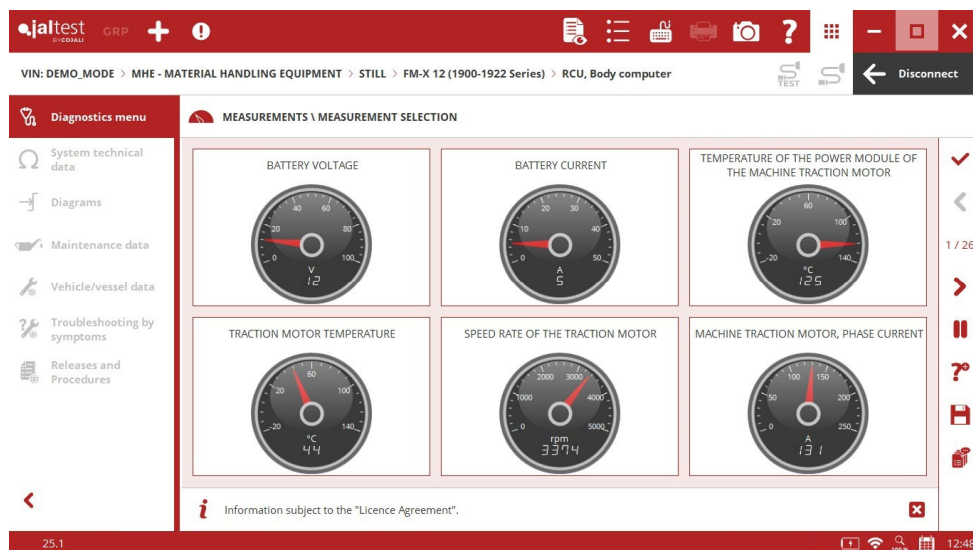 jaltest GRP
BY COJALI
VIN: DEMO_MODE > MHE - MATERIAL HANDLING EQUIPMENT > STILL > FM-X 12 (1900-1922 Series) > RCU, Body computer
TEST
Disconnect
Diagnostics menu
System technical
data
Diagrams
Maintenance data
Vehicle/vessel data
Troubleshooting by
symptoms
Releases and
Procedures
MEASUREMENTS \ MEASUREMENT SELECTION
BATTERY VOLTAGE
0 20 40 60 80 100
V
12
BATTERY CURRENT
0 10 20 30 40 50
A
5
TEMPERATURE OF THE POWER MODULE OF
THE MACHINE TRACTION MOTOR
-20 20 60 100 140
°C
125
TRACTION MOTOR TEMPERATURE
-20 20 60 100 140
°C
44
SPEED RATE OF THE TRACTION MOTOR
0 1000 2000 3000 4000 5000
rpm
3374
MACHINE TRACTION MOTOR, PHASE CURRENT
0 50 100 150 200 250
A
131
1 / 26
Information subject to the "Licence Agreement".
25.1
100 %
12:48